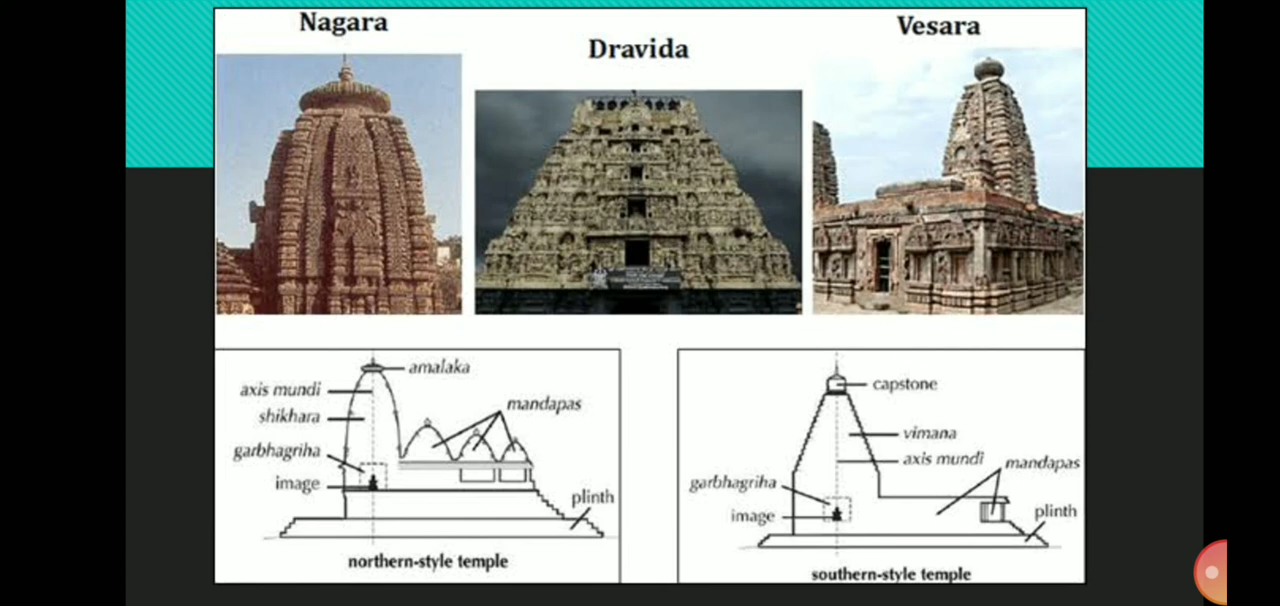 Nagara
Dravida
Vesara
amalaka
axis mundi
shikhara
mandapas
garbhagriha
image
plinth
northern-style temple
capstone
vimana
axis mundi
mandapas
garbhagriha
image
plinth
southern-style temple